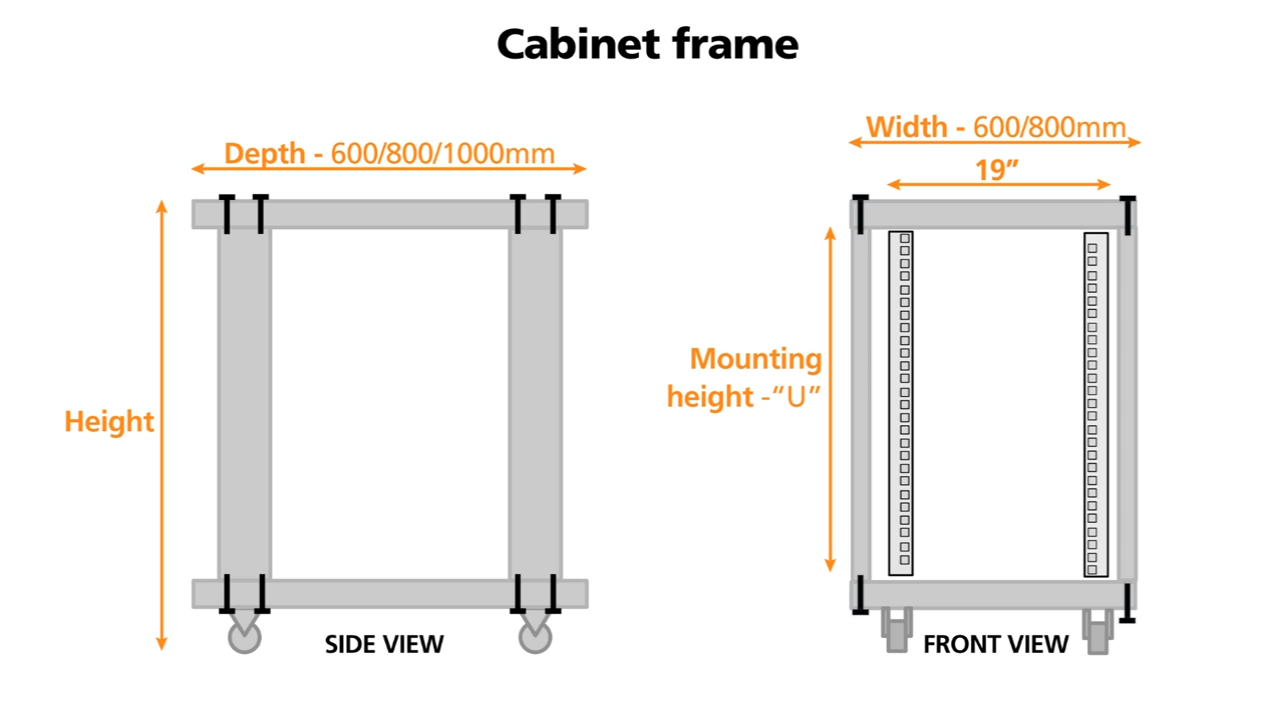 Cabinet frame
Depth - 600/800/1000mm
Width - 600/800mm
19”
Height
Mounting
height -“U”
SIDE VIEW
FRONT VIEW